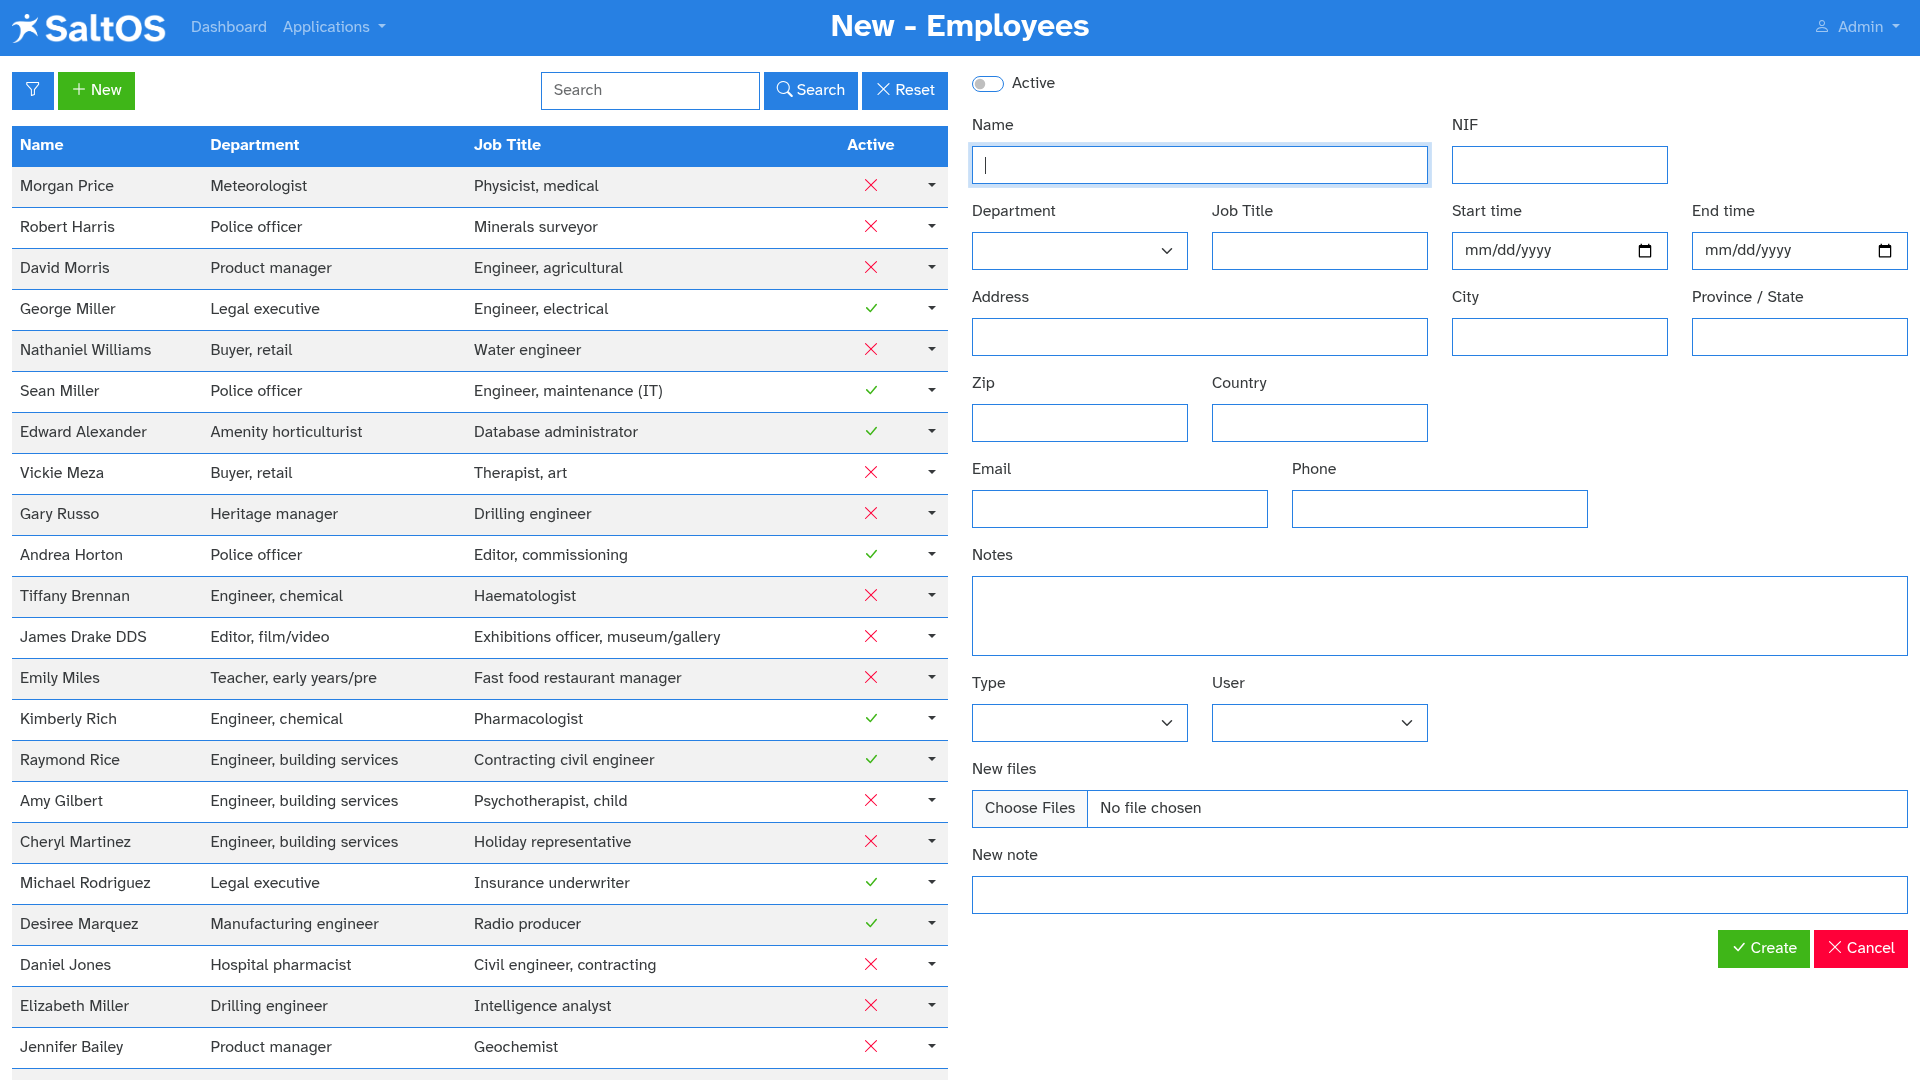 SaltOS Dashboard Applications New - Employees Admin
New Search Search Reset
Name Department Job Title Active
Morgan Price Meteorologist Physicist, medical
Robert Harris Police officer Minerals surveyor
David Morris Product manager Engineer, agricultural
George Miller Legal executive Engineer, electrical
Nathaniel Williams Buyer, retail Water engineer
Sean Miller Police officer Engineer, maintenance (IT)
Edward Alexander Amenity horticulturist Database administrator
Vickie Meza Buyer, retail Therapist, art
Gary Russo Heritage manager Drilling engineer
Andrea Horton Police officer Editor, commissioning
Tiffany Brennan Engineer, chemical Haematologist
James Drake DDS Editor, film/video Exhibitions officer, museum/gallery
Emily Miles Teacher, early years/pre Fast food restaurant manager
Kimberly Rich Engineer, chemical Pharmacologist
Raymond Rice Engineer, building services Contracting civil engineer
Amy Gilbert Engineer, building services Psychotherapist, child
Cheryl Martinez Engineer, building services Holiday representative
Michael Rodriguez Legal executive Insurance underwriter
Desiree Marquez Manufacturing engineer Radio producer
Daniel Jones Hospital pharmacist Civil engineer, contracting
Elizabeth Miller Drilling engineer Intelligence analyst
Jennifer Bailey Product manager Geochemist
Active
Name NIF
Department Job Title Start time End time
mm/dd/yyyy mm/dd/yyyy
Address City Province / State
Zip Country
Email Phone
Notes
Type User
New files
Choose Files No file chosen
New note
Create Cancel